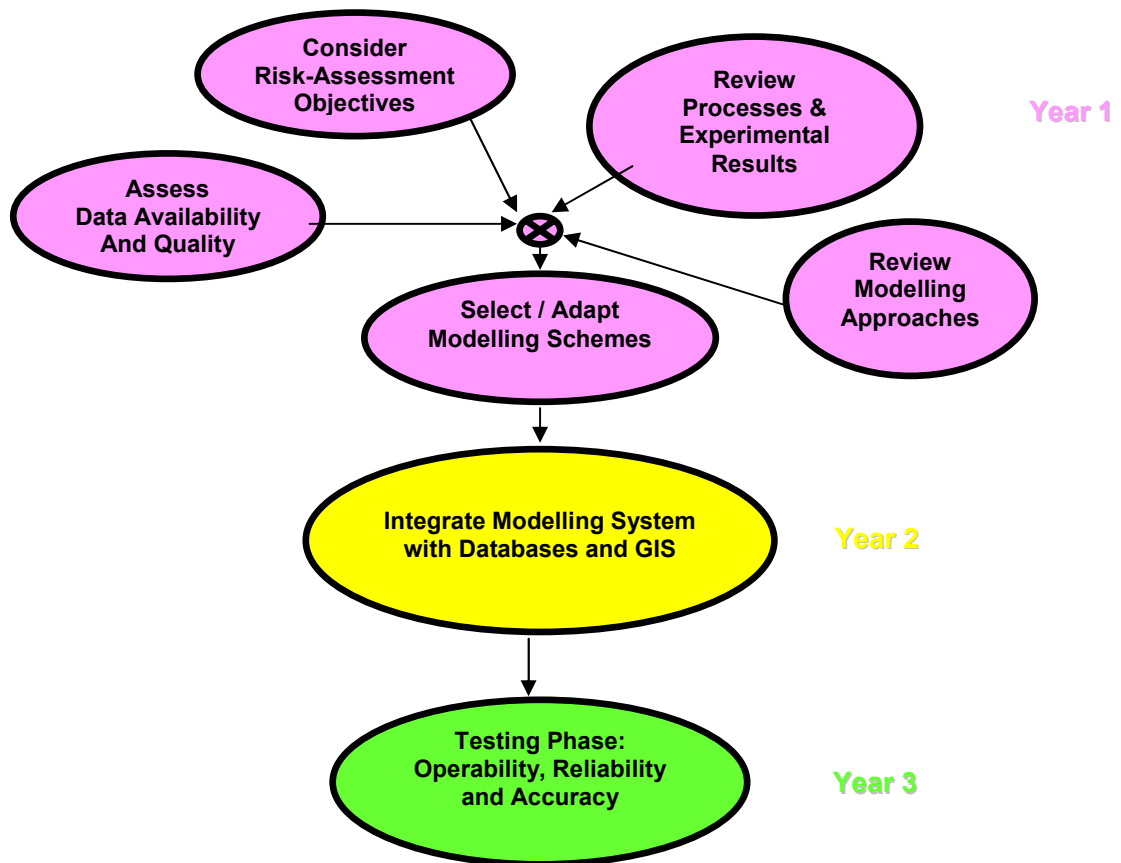 Consider
Risk-Assessment
Objectives
Review
Processes &
Experimental
Results
Year 1
Assess
Data Availability
And Quality
Review
Modelling
Approaches
Select / Adapt
Modelling Schemes
Integrate Modelling System
with Databases and GIS
Year 2
Testing Phase:
Operability, Reliability
and Accuracy
Year 3